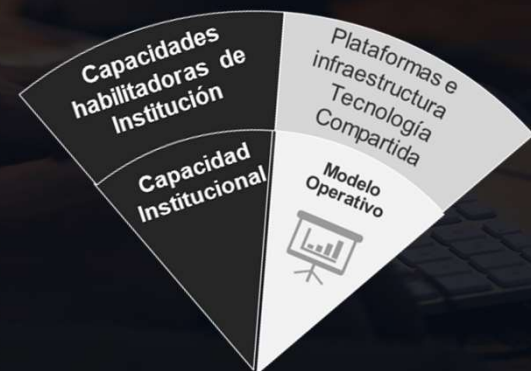 Capacidades
habilitadoras de
Institución
Plataformas e
infraestructura
Tecnología
Compartida
Capacidad
Institucional
Modelo
Operativo